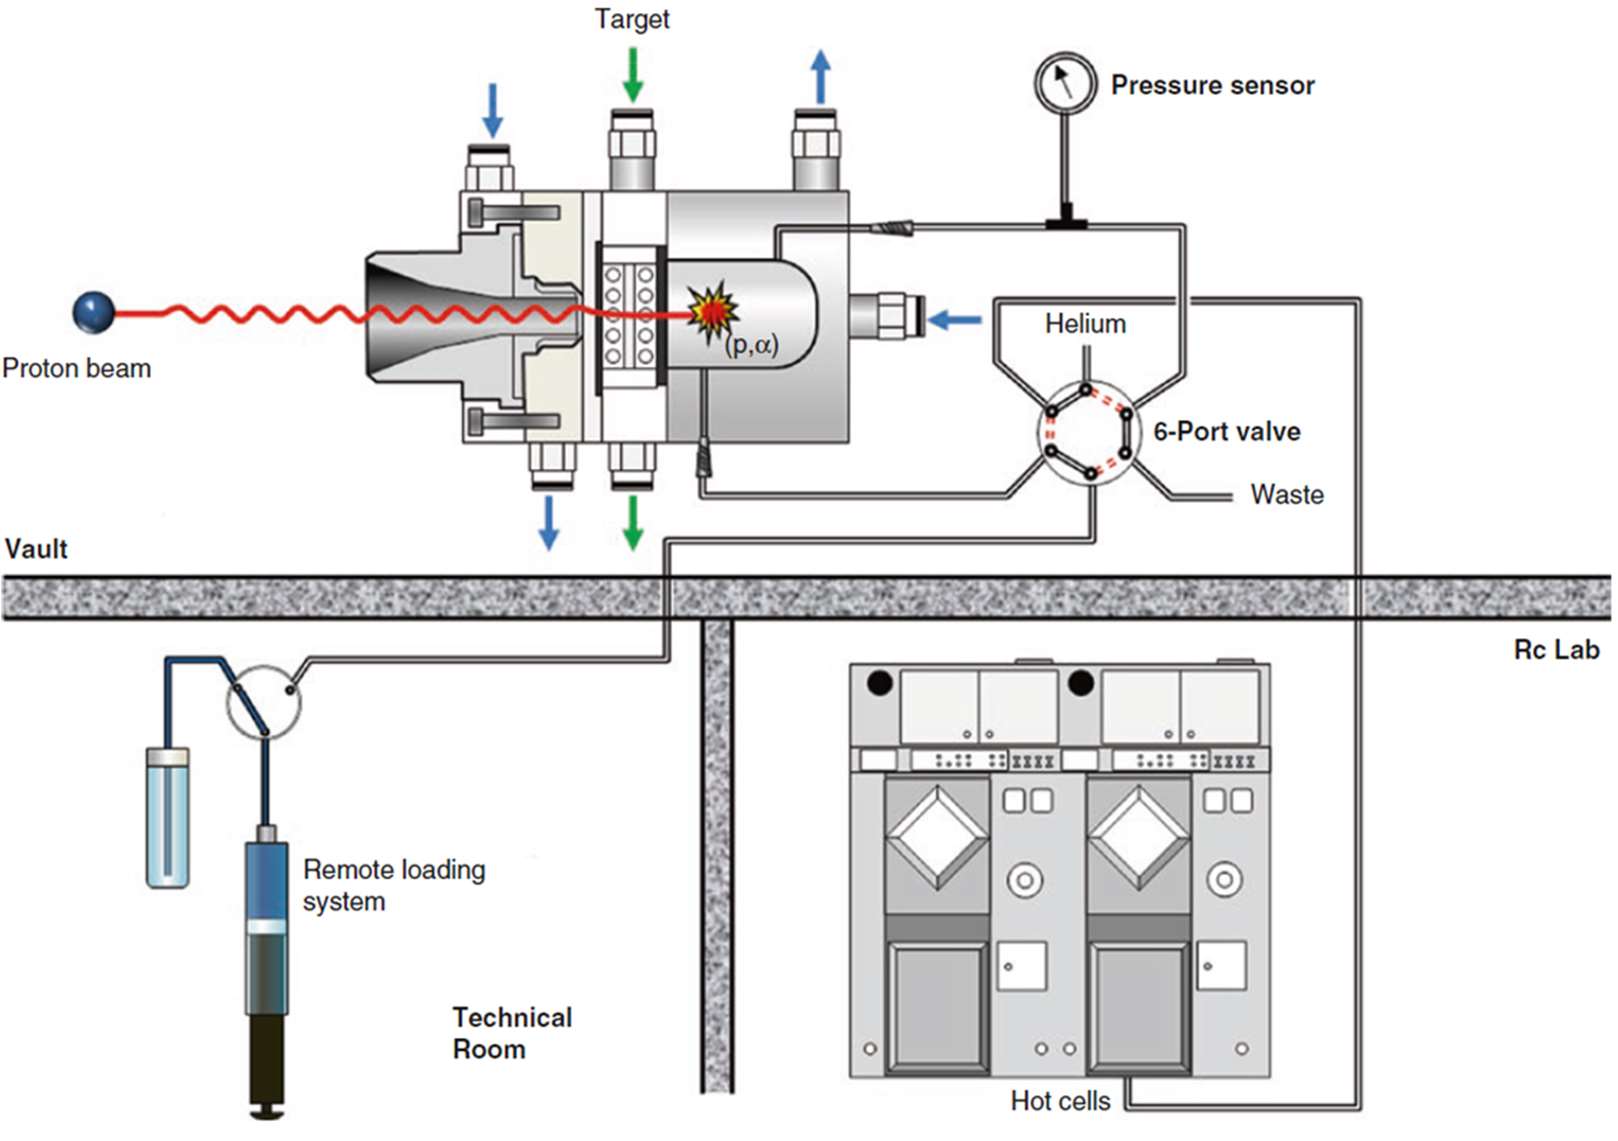 Target
Pressure sensor
Proton beam
(p,α)
Helium
6-Port valve
Waste
Vault
Rc Lab
Remote loading
system
Technical
Room
Hot cells